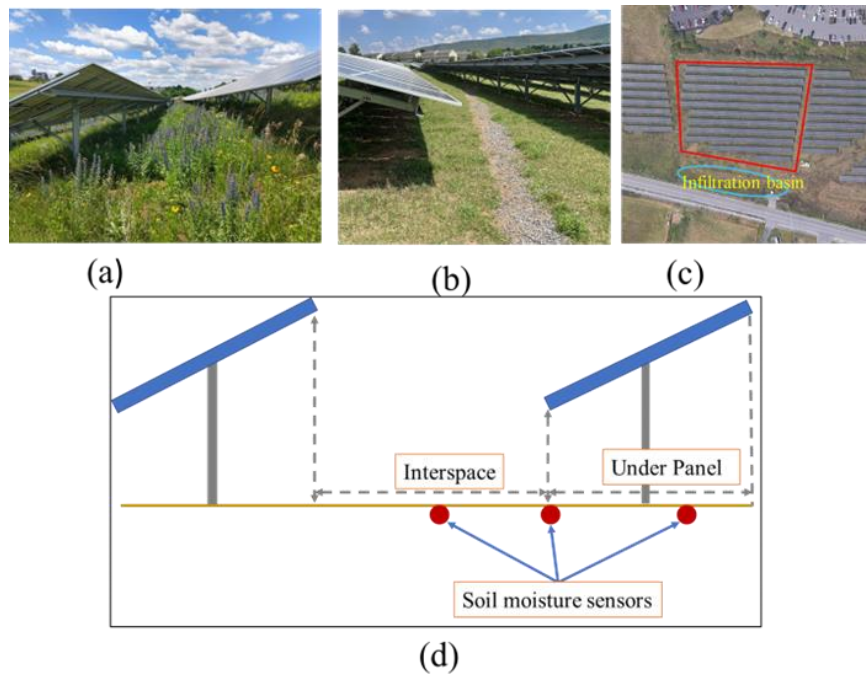 Infiltration basin
(a)
(b)
(c)
Interspace
Under Panel
Soil moisture sensors
(d)